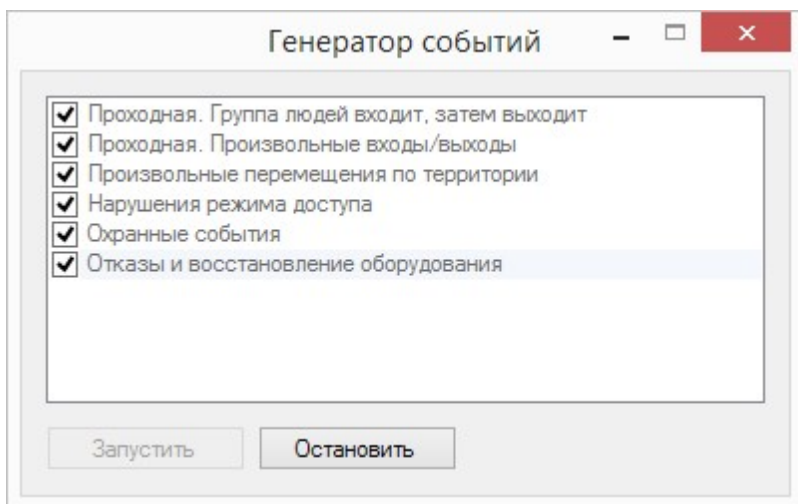 Генератор событий
Проходная. Группа людей входит, затем выходит
Проходная. Произвольные входы/выходы
Произвольные перемещения по территории
Нарушения режима доступа
Охранные события
Отказы и восстановление оборудования
Запустить
Остановить